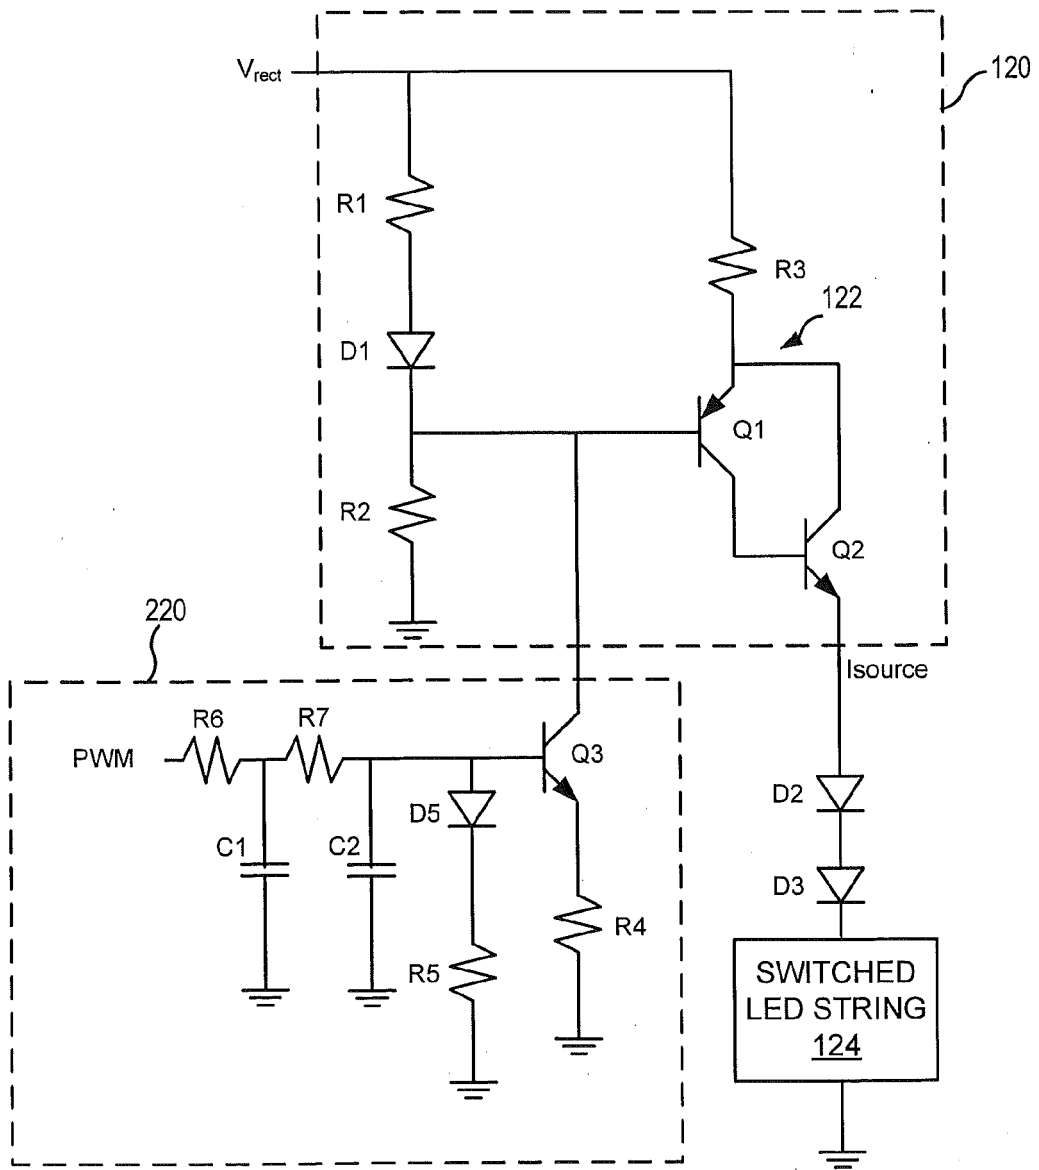 Vrect
120
R1
R3
122
D1
Q1
R2
Q2
220
Isource
R6
R7
PWM
Q3
D2
D5
C1
C2
D3
R4
R5
SWITCHED
LED STRING
124